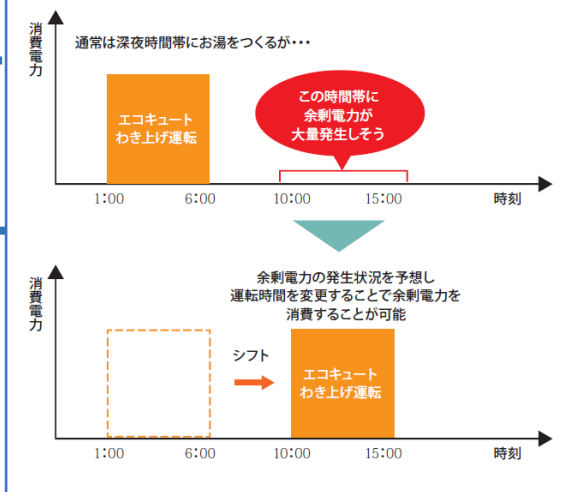 消費電力
通常は深夜時間帯にお湯をつくるが・・・
エコキュート
わき上げ運転
この時間帯に
余剰電力が
大量発生しそう
1:00 6:00 10:00 15:00 時刻
消費電力
余剰電力の発生状況を予想し
運転時間を変更することで余剰電力を
消費することが可能
シフト
エコキュート
わき上げ運転
1:00 6:00 10:00 15:00 時刻